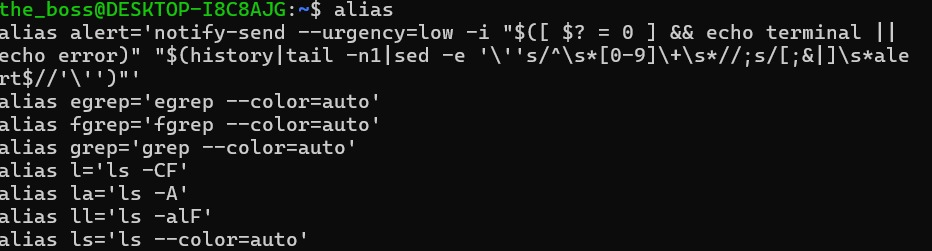 the_boss@DESKTOP-I8C8AJG:~$ alias
alias alert='notify-send --urgency=low -i "$([ $? = 0 ] && echo terminal ||
echo error)" "$(history|tail -n1|sed -e '\''s/^\s*[0-9]\+\s*//;s/[;&|]\s*ale
rt$//'\'')"'
alias egrep='egrep --color=auto'
alias fgrep='fgrep --color=auto'
alias grep='grep --color=auto'
alias l='ls -CF'
alias la='ls -A'
alias ll='ls -alF'
alias ls='ls --color=auto'